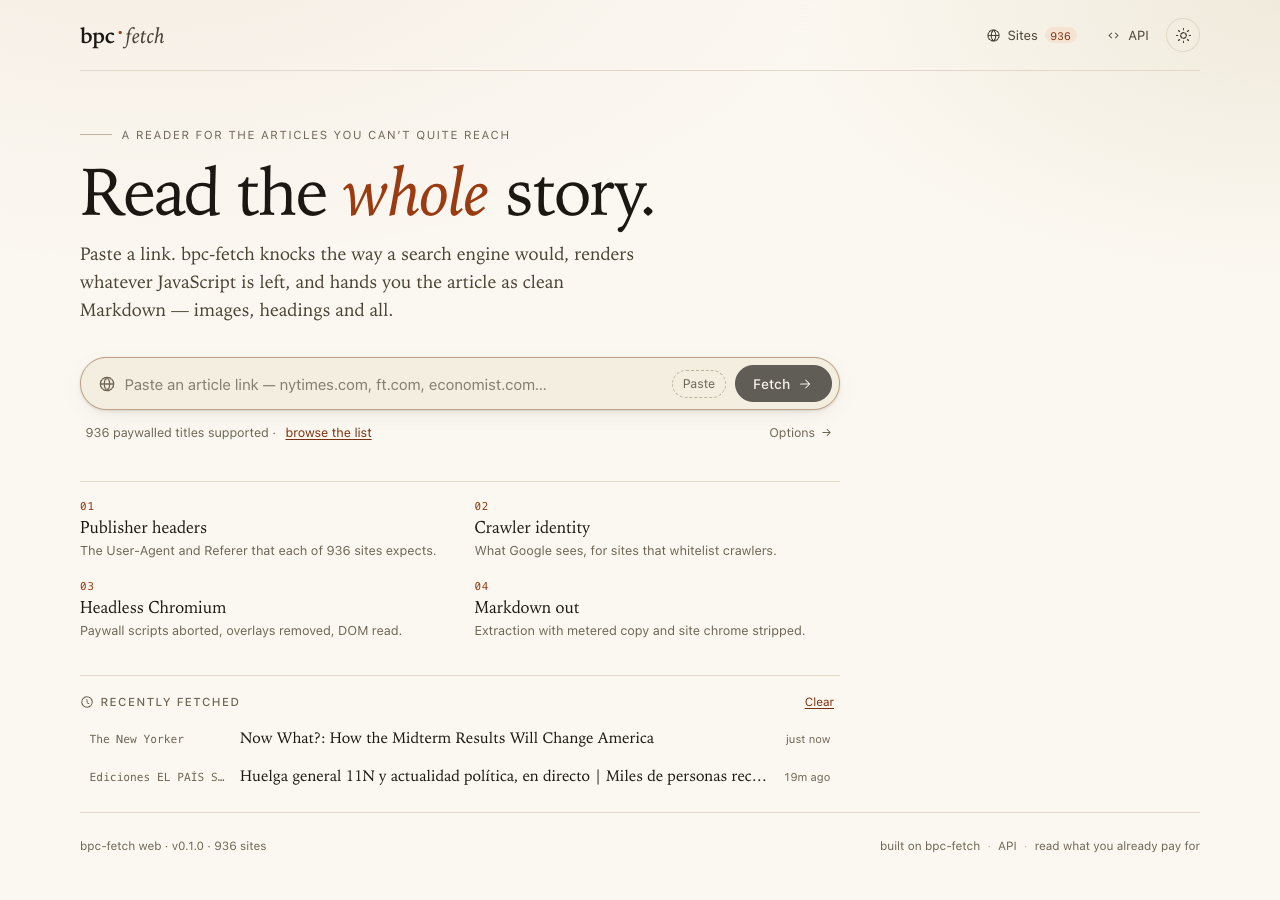 bpc·fetch
Sites 936
API
A READER FOR THE ARTICLES YOU CAN'T QUITE REACH
Read the whole story.
Paste a link. bpc-fetch knocks the way a search engine would, renders
whatever JavaScript is left, and hands you the article as clean
Markdown — images, headings and all.
Paste an article link — nytimes.com, ft.com, economist.com...
Paste
Fetch →
936 paywalled titles supported · browse the list
Options →
01
Publisher headers
The User-Agent and Referer that each of 936 sites expects.
02
Crawler identity
What Google sees, for sites that whitelist crawlers.
03
Headless Chromium
Paywall scripts aborted, overlays removed, DOM read.
04
Markdown out
Extraction with metered copy and site chrome stripped.
RECENTLY FETCHED
Clear
The New Yorker Now What?: How the Midterm Results Will Change America just now
Ediciones EL PAÍS S… Huelga general 11N y actualidad política, en directo | Miles de personas rec… 19m ago
bpc-fetch web · v0.1.0 · 936 sites
built on bpc-fetch · API · read what you already pay for